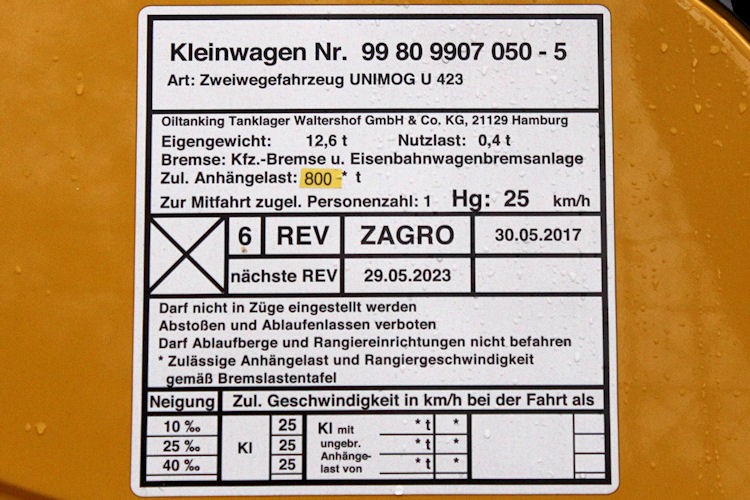 Kleinwagen Nr. 99 80 9907 050 - 5
Art: Zweiwegefahrzeug UNIMOG U 423
Oiltanking Tanklager Waltershof GmbH & Co. KG, 21129 Hamburg
Eigengewicht: 12,6 t Nutzlast: 0,4 t
Bremse: Kfz.-Bremse u. Eisenbahnwagenbremsanlage
Zul. Anhängelast: 800-* t
Zur Mitfahrt zugel. Personenzahl: 1 Hg: 25 km/h
6 REV ZAGRO 30.05.2017
nächste REV 29.05.2023
Darf nicht in Züge eingestellt werden
Abstoßen und Ablaufenlassen verboten
Darf Ablaufberge und Rangiereinrichtungen nicht befahren
* Zulässige Anhängelast und Rangiergeschwindigkeit
gemäß Bremslastentafel
Neigung Zul. Geschwindigkeit in km/h bei der Fahrt als
10 ‰ 25 Kl mit * t *
25 ‰ Kl 25 ungebr. * t *
Anhänge-
40 ‰ 25 last von * t *